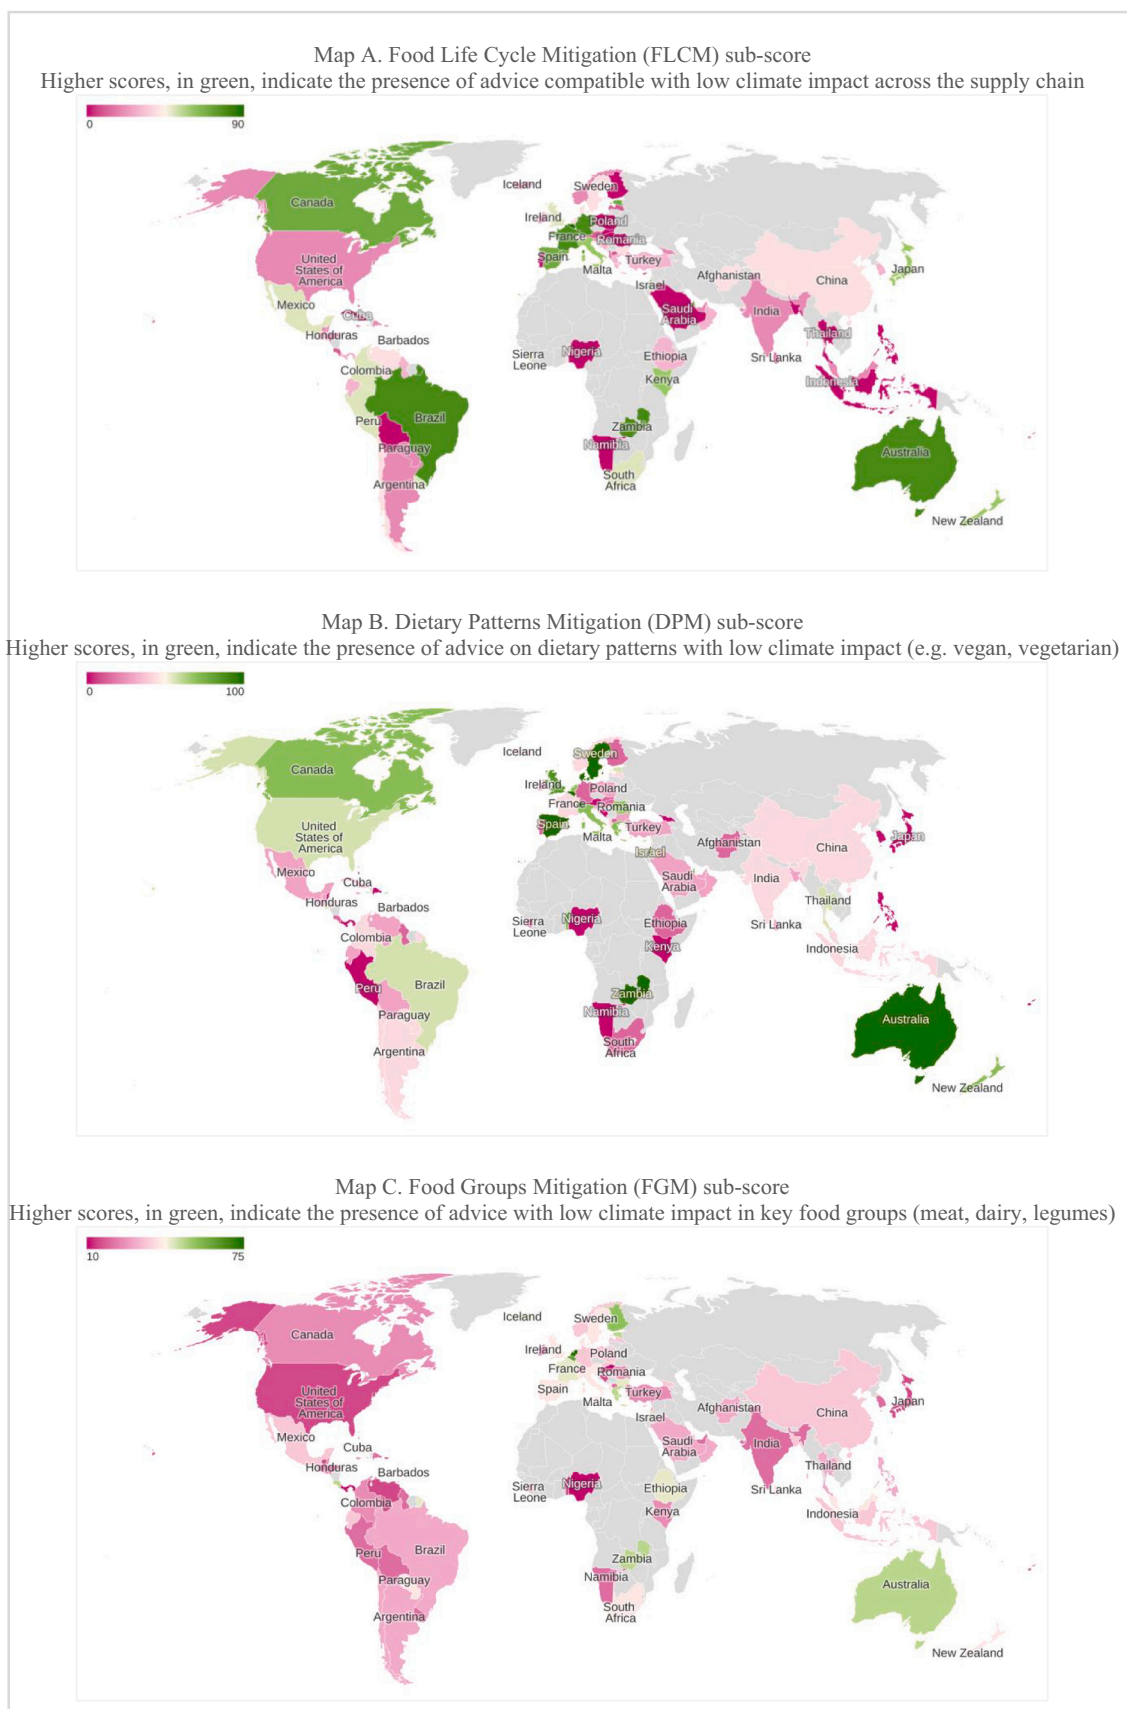 Map A. Food Life Cycle Mitigation (FLCM) sub-score
Higher scores, in green, indicate the presence of advice compatible with low climate impact across the supply chain
0 90
Iceland
Sweden
Canada
Ireland
Poland
France
Romania
Spain
Turkey
United
States of
America
Malta
Israel
Afghanistan
China
Japan
Mexico
Cuba
Saudi
Arabia
India
Honduras
Barbados
Thailand
Sierra
Leone
Nigeria
Ethiopia
Sri Lanka
Colombia
Kenya
Indonesia
Peru
Brazil
Zambia
Paraguay
Namibia
Australia
Argentina
South
Africa
New Zealand
Map B. Dietary Patterns Mitigation (DPM) sub-score
Higher scores, in green, indicate the presence of advice on dietary patterns with low climate impact (e.g. vegan, vegetarian)
0 100
Iceland
Sweden
Canada
Ireland
Poland
France
Romania
Spain
Turkey
United
States of
America
Malta
Israel
Afghanistan
China
Japan
Mexico
Cuba
Saudi
Arabia
India
Honduras
Barbados
Thailand
Sierra
Leone
Nigeria
Ethiopia
Sri Lanka
Colombia
Kenya
Indonesia
Peru
Brazil
Zambia
Paraguay
Namibia
Australia
Argentina
South
Africa
New Zealand
Map C. Food Groups Mitigation (FGM) sub-score
Higher scores, in green, indicate the presence of advice with low climate impact in key food groups (meat, dairy, legumes)
10 75
Iceland
Sweden
Canada
Ireland
Poland
France
Romania
Spain
Turkey
United
States of
America
Malta
Israel
Afghanistan
China
Japan
Mexico
Cuba
Saudi
Arabia
India
Honduras
Barbados
Thailand
Sierra
Leone
Nigeria
Ethiopia
Sri Lanka
Colombia
Kenya
Indonesia
Peru
Brazil
Zambia
Paraguay
Namibia
Australia
Argentina
South
Africa
New Zealand